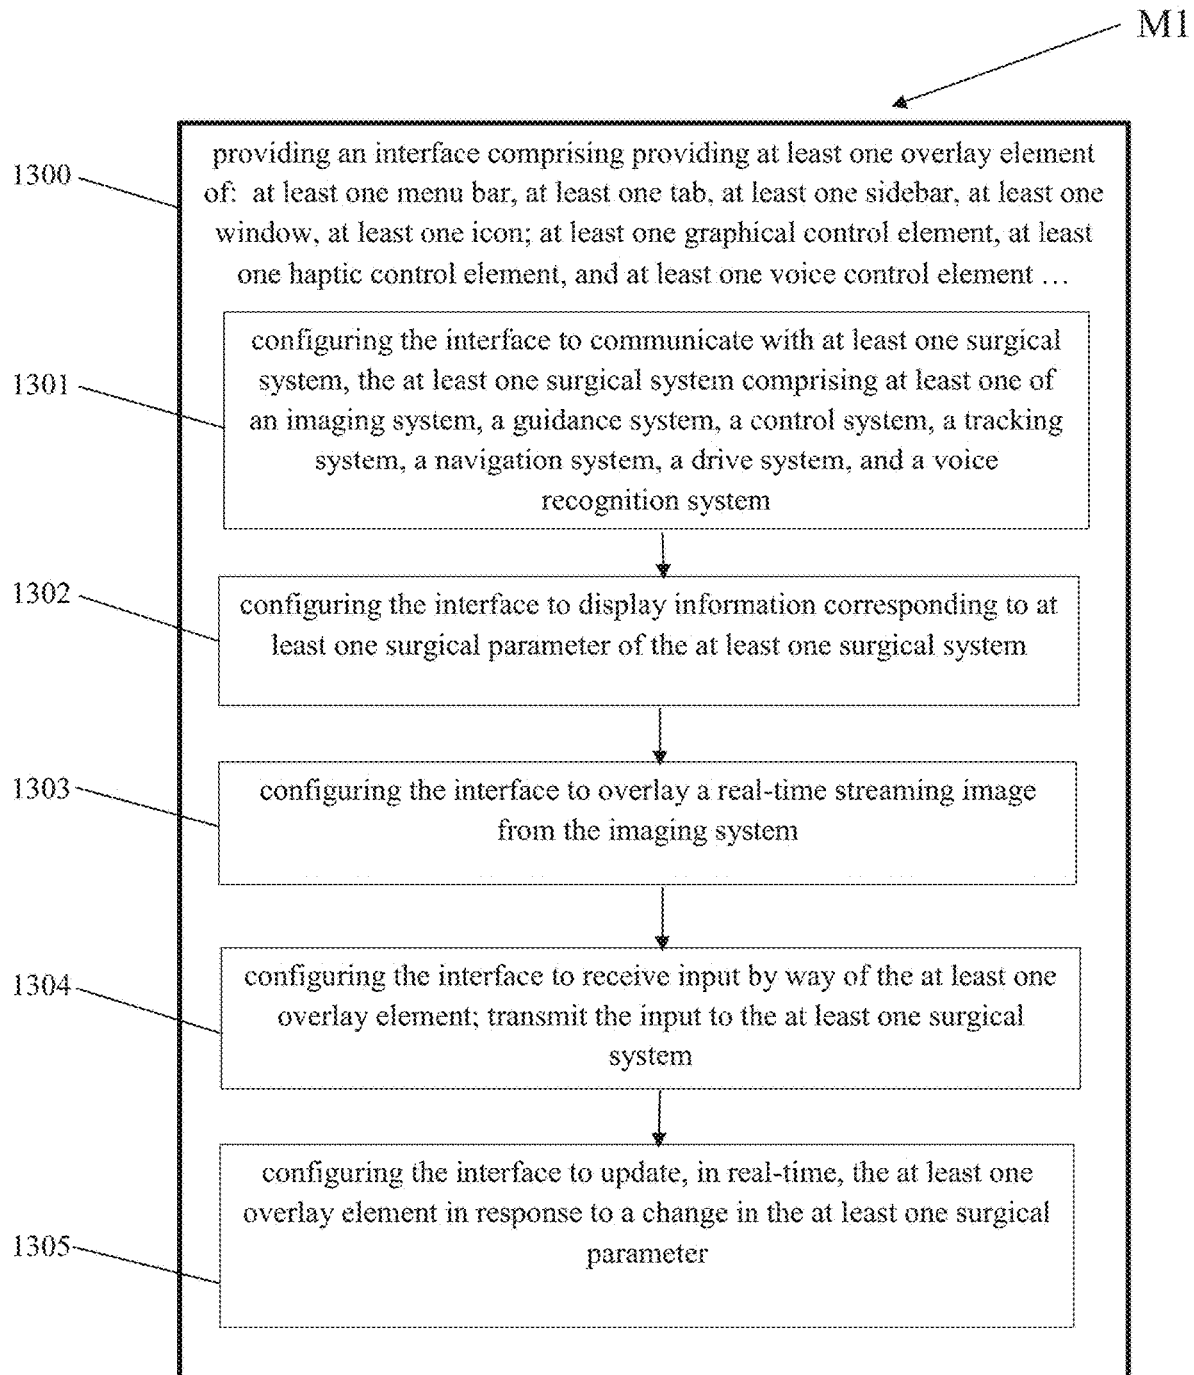 M1
1300
providing an interface comprising providing at least one overlay element
of: at least one menu bar, at least one tab, at least one sidebar, at least one
window, at least one icon; at least one graphical control element, at least
one haptic control element, and at least one voice control element …
1301
configuring the interface to communicate with at least one surgical
system, the at least one surgical system comprising at least one of
an imaging system, a guidance system, a control system, a tracking
system, a navigation system, a drive system, and a voice
recognition system
1302
configuring the interface to display information corresponding to at
least one surgical parameter of the at least one surgical system
1303
configuring the interface to overlay a real-time streaming image
from the imaging system
1304
configuring the interface to receive input by way of the at least one
overlay element; transmit the input to the at least one surgical
system
1305
configuring the interface to update, in real-time, the at least one
overlay element in response to a change in the at least one surgical
parameter